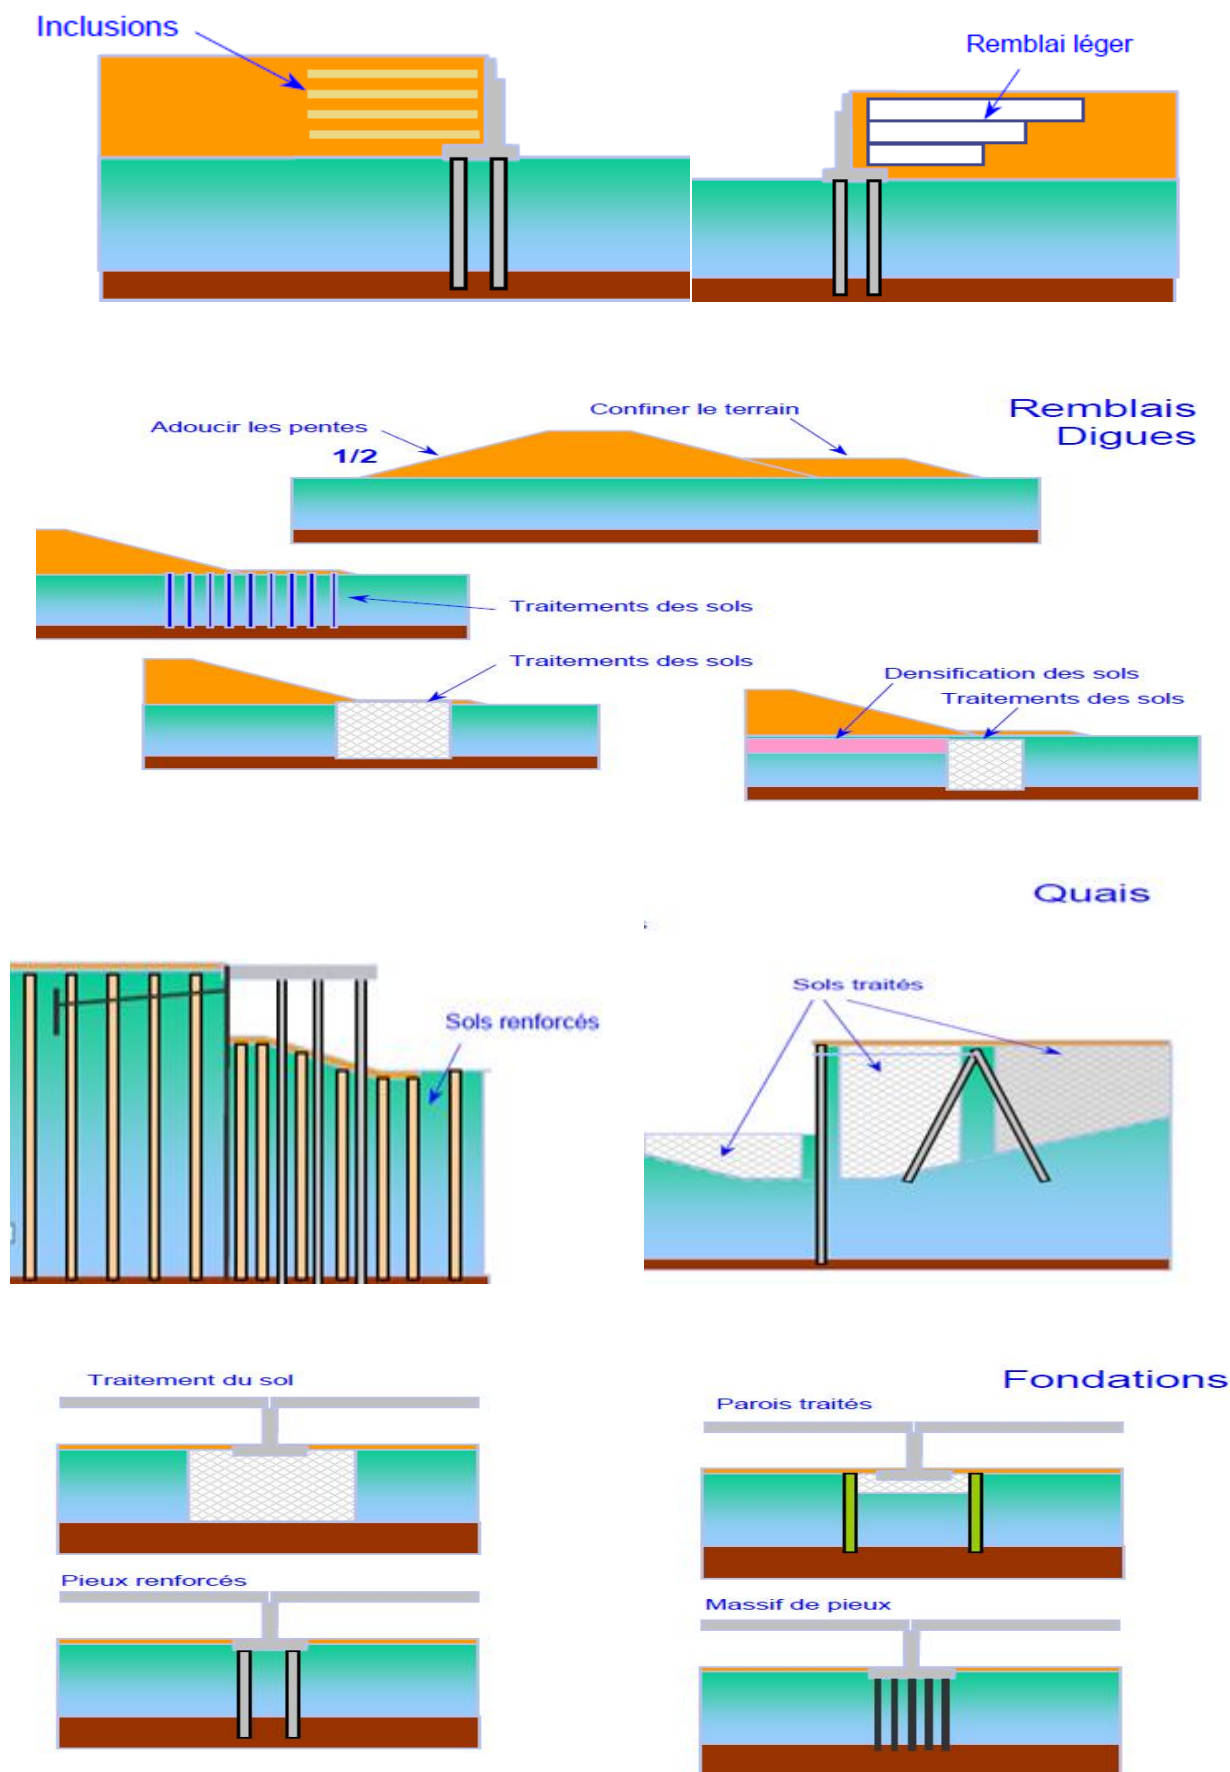 Inclusions
Remblai léger
Remblais
Digues
Adoucir les pentes
1/2
Confiner le terrain
Traitements des sols
Traitements des sols
Densification des sols
Traitements des sols
Quais
Sols renforcés
Sols traités
Fondations
Traitement du sol
Parois traités
Pieux renforcés
Massif de pieux